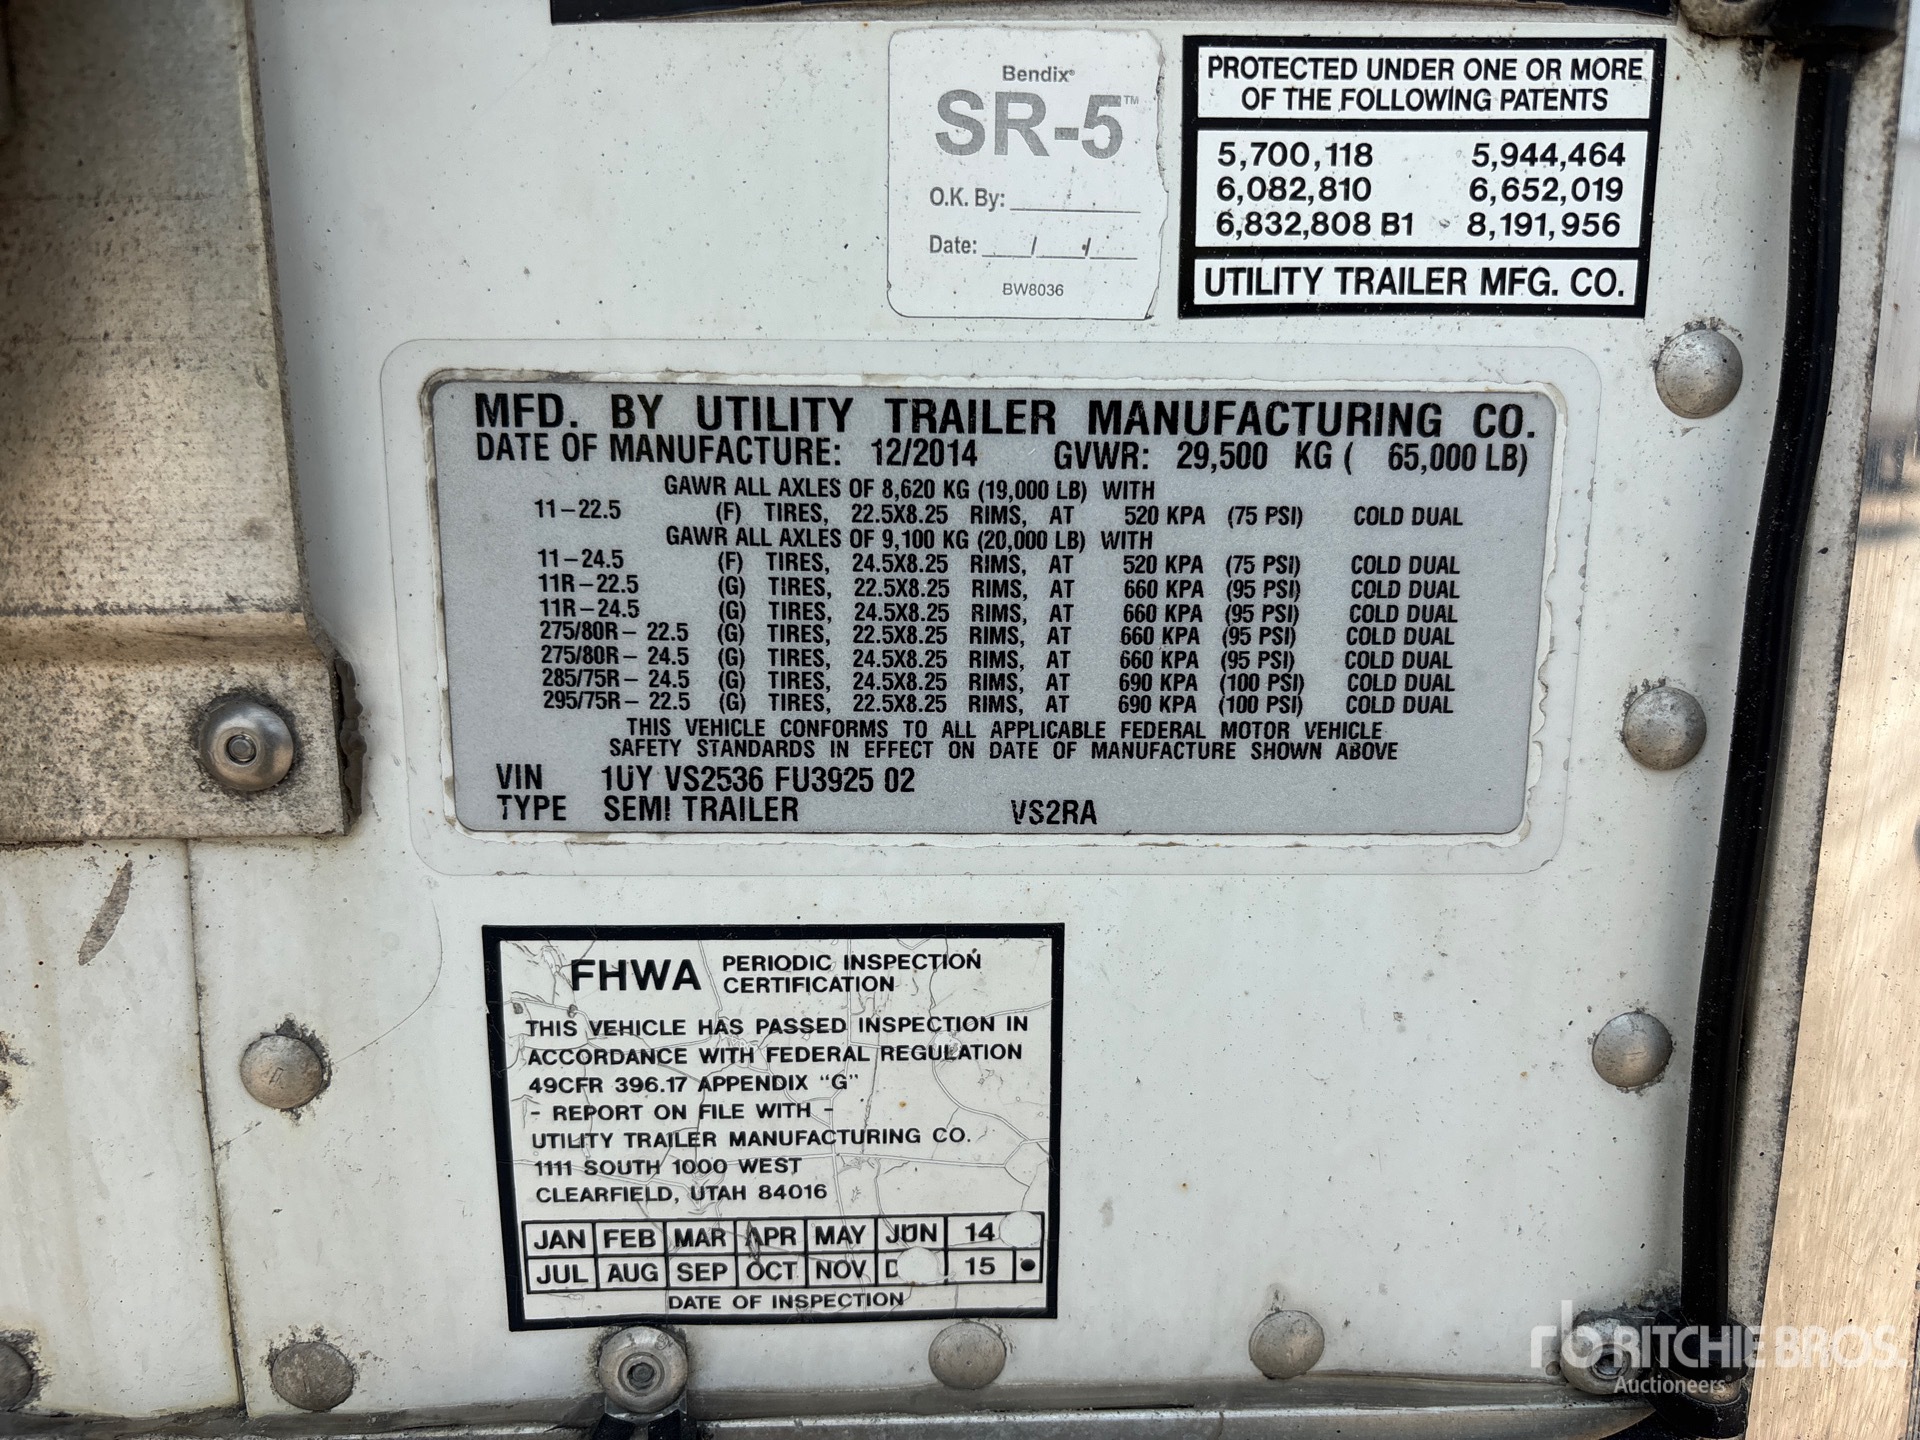 Bendix®
SR-5™
O.K. By:
Date: / /
BW8036
PROTECTED UNDER ONE OR MORE
OF THE FOLLOWING PATENTS
5,700,118 5,944,464
6,082,810 6,652,019
6,832,808 B1 8,191,956
UTILITY TRAILER MFG. CO.
MFD. BY UTILITY TRAILER MANUFACTURING CO.
DATE OF MANUFACTURE: 12/2014 GVWR: 29,500 KG ( 65,000 LB)
GAWR ALL AXLES OF 8,620 KG (19,000 LB) WITH
11-22.5 (F) TIRES, 22.5X8.25 RIMS, AT 520 KPA (75 PSI) COLD DUAL
GAWR ALL AXLES OF 9,100 KG (20,000 LB) WITH
11-24.5 (F) TIRES, 24.5X8.25 RIMS, AT 520 KPA (75 PSI) COLD DUAL
11R-22.5 (G) TIRES, 22.5X8.25 RIMS, AT 660 KPA (95 PSI) COLD DUAL
11R-24.5 (G) TIRES, 24.5X8.25 RIMS, AT 660 KPA (95 PSI) COLD DUAL
275/80R- 22.5 (G) TIRES, 22.5X8.25 RIMS, AT 660 KPA (95 PSI) COLD DUAL
275/80R- 24.5 (G) TIRES, 24.5X8.25 RIMS, AT 660 KPA (95 PSI) COLD DUAL
285/75R- 24.5 (G) TIRES, 24.5X8.25 RIMS, AT 690 KPA (100 PSI) COLD DUAL
295/75R- 22.5 (G) TIRES, 22.5X8.25 RIMS, AT 690 KPA (100 PSI) COLD DUAL
THIS VEHICLE CONFORMS TO ALL APPLICABLE FEDERAL MOTOR VEHICLE
SAFETY STANDARDS IN EFFECT ON DATE OF MANUFACTURE SHOWN ABOVE
VIN 1UY VS2536 FU3925 02
TYPE SEMI TRAILER VS2RA
FHWA PERIODIC INSPECTION
CERTIFICATION
THIS VEHICLE HAS PASSED INSPECTION IN
ACCORDANCE WITH FEDERAL REGULATION
49CFR 396.17 APPENDIX "G"
- REPORT ON FILE WITH -
UTILITY TRAILER MANUFACTURING CO.
1111 SOUTH 1000 WEST
CLEARFIELD, UTAH 84016
JAN FEB MAR APR MAY JUN 14
JUL AUG SEP OCT NOV D 15 •
DATE OF INSPECTION
rb RITCHIE BROS.
Auctioneers